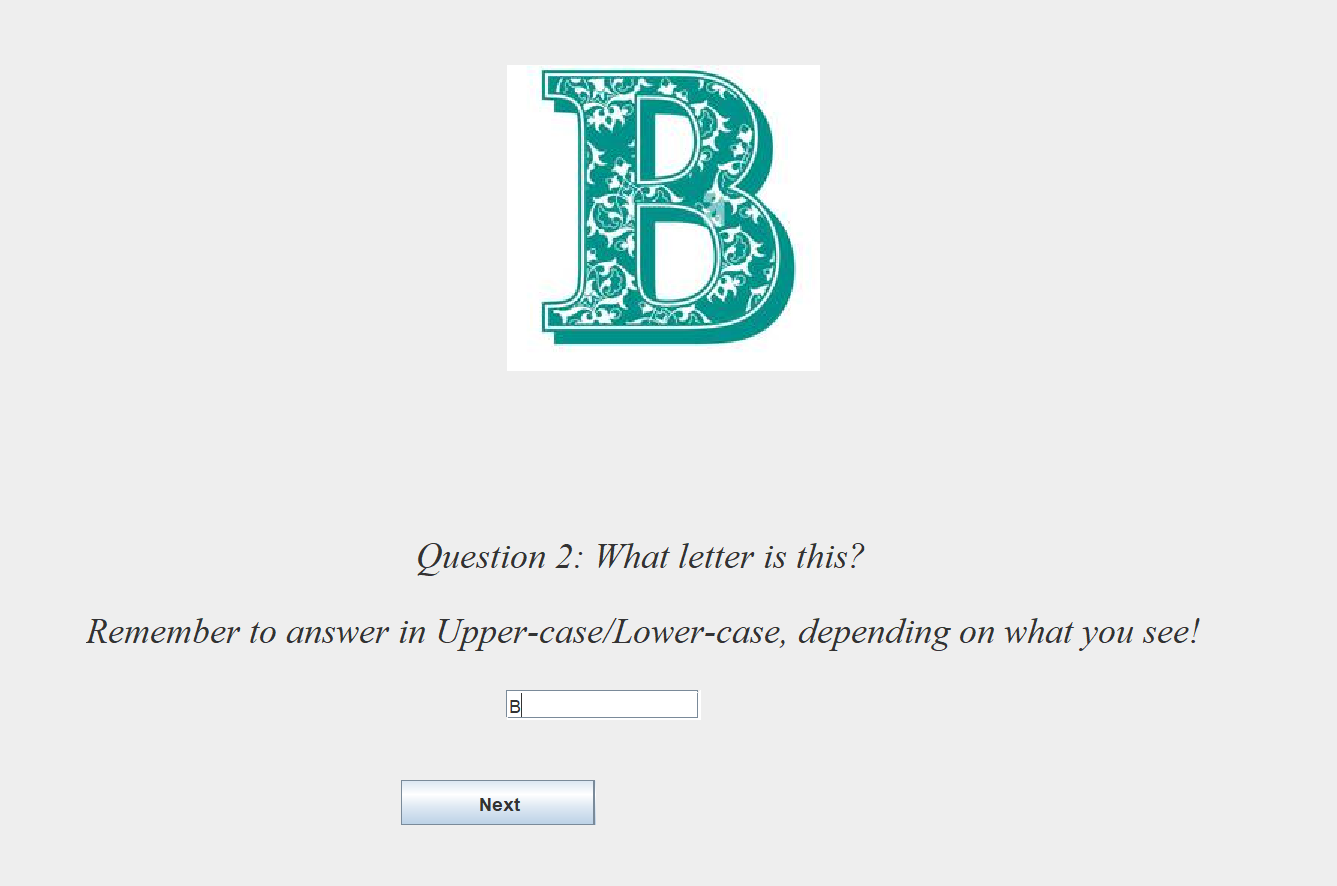 B
Question 2: What letter is this?
Remember to answer in Upper-case/Lower-case, depending on what you see!
B
Next